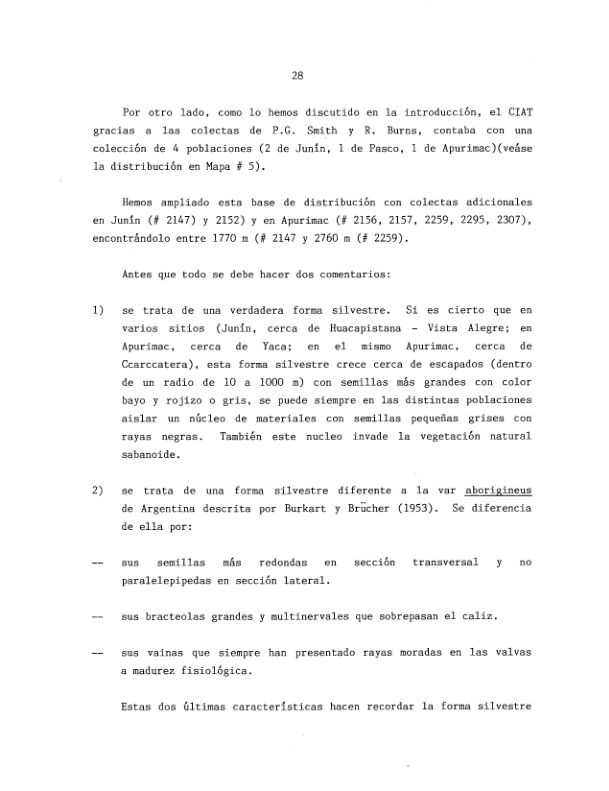 28
Por otro lado, como lo hemos discutido en la introducción, el CIAT
gracias a las colectas de P.G. Smith y R. Burns, contaba con una
colección de 4 poblaciones (2 de Junín, 1 de Pasco, 1 de Apurimac)(veáse
la distribución en Mapa # 5).
Hemos ampliado esta base de distribución con colectas adicionales
en Junín (# 2147) y 2152) y en Apurimac (# 2156, 2157, 2259, 2295, 2307),
encontrándolo entre 1770 m (# 2147 y 2760 m (# 2259).
Antes que todo se debe hacer dos comentarios:
1) se trata de una verdadera forma silvestre. Si es cierto que en
varios sitios (Junín, cerca de Huacapistana - Vista Alegre; en
Apurimac, cerca de Yaca; en el mismo Apurimac, cerca de
Ccarccatera), esta forma silvestre crece cerca de escapados (dentro
de un radio de 10 a 1000 m) con semillas más grandes con color
bayo y rojizo o gris, se puede siempre en las distintas poblaciones
aislar un núcleo de materiales con semillas pequeñas grises con
rayas negras. También este nucleo invade la vegetación natural
sabanoide.
2) se trata de una forma silvestre diferente a la var aborigineus
de Argentina descrita por Burkart y Brücher (1953). Se diferencia
de ella por:
-- sus semillas más redondas en sección transversal y no
paralelepipedas en sección lateral.
-- sus bracteolas grandes y multinervales que sobrepasan el caliz.
-- sus vainas que siempre han presentado rayas moradas en las valvas
a madurez fisiológica.
Estas dos últimas características hacen recordar la forma silvestre